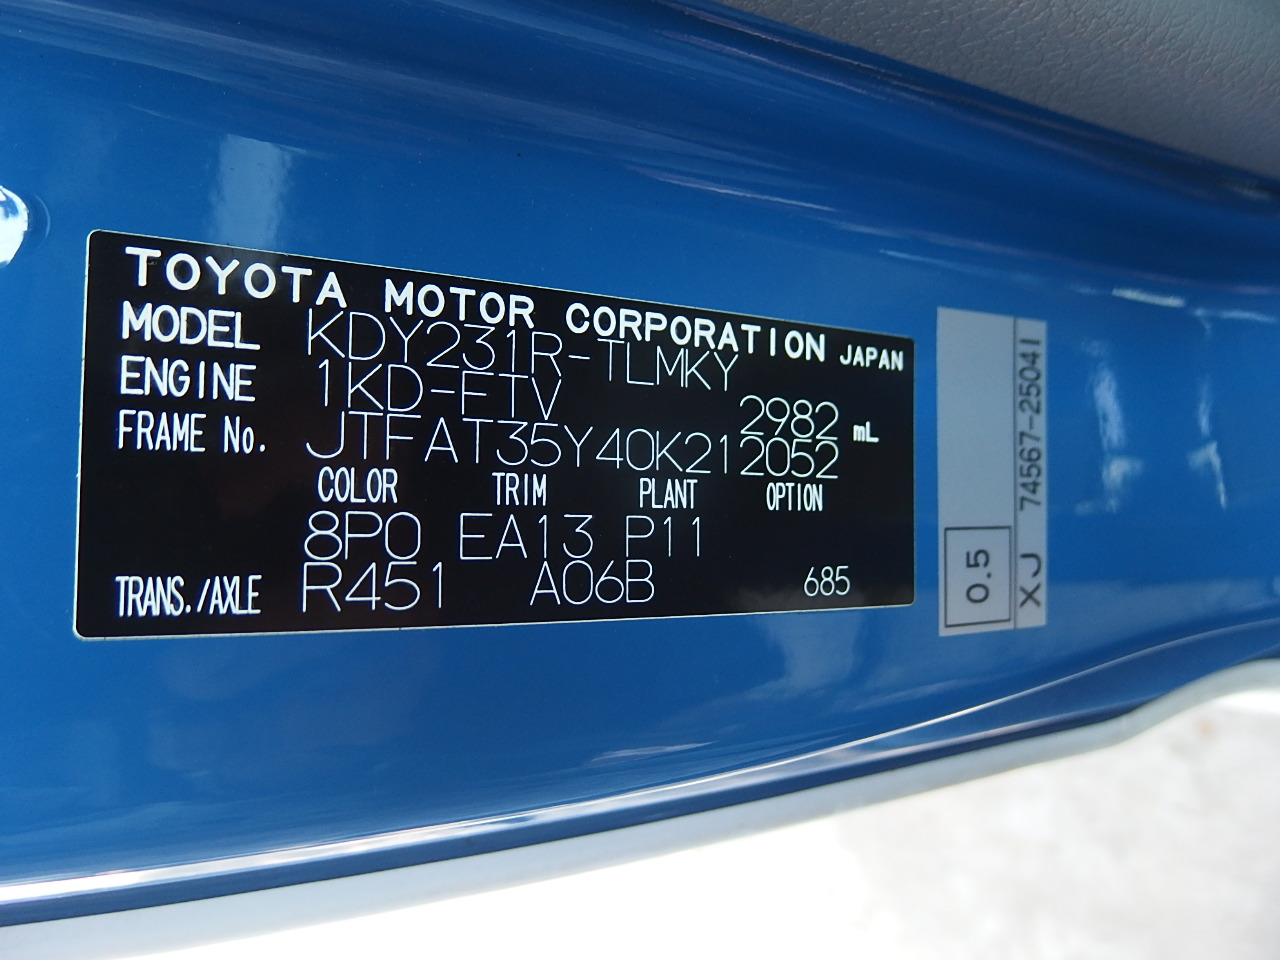 TOYOTA MOTOR CORPORATION JAPAN
MODEL KDY231R-TLMKY
ENGINE 1KD-FTV 2982 mL
FRAME No. JTFAT35Y40K212052
COLOR TRIM PLANT OPTION
8P0 EA13 P11
TRANS./AXLE R451 A06B 685
0.5
XJ 74567-25041